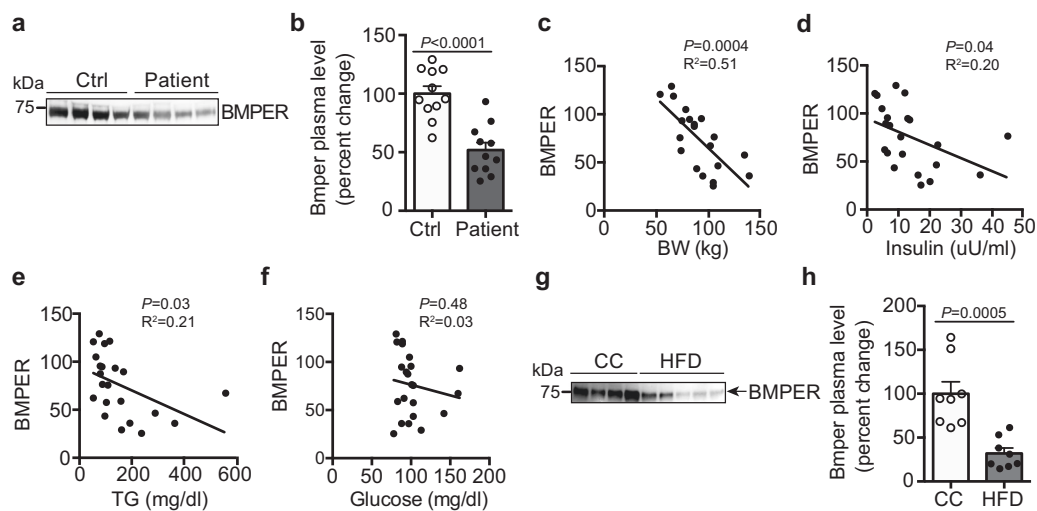 a
kDa
Ctrl Patient
75
BMPER
b
Bmper plasma level
(percent change)
150
100
50
0
P<0.0001
Ctrl Patient
c
P=0.0004
R²=0.51
BMPER
150
100
50
0
0 50 100 150
BW (kg)
d
P=0.04
R²=0.20
BMPER
150
100
50
0
0 10 20 30 40 50
Insulin (uU/ml)
e
P=0.03
R²=0.21
BMPER
150
100
50
0
0 200 400 600
TG (mg/dl)
f
P=0.48
R²=0.03
BMPER
150
100
50
0
0 50 100 150 200
Glucose (mg/dl)
g
kDa
CC HFD
75
BMPER
h
Bmper plasma level
(percent change)
200
150
100
50
0
P=0.0005
CC HFD